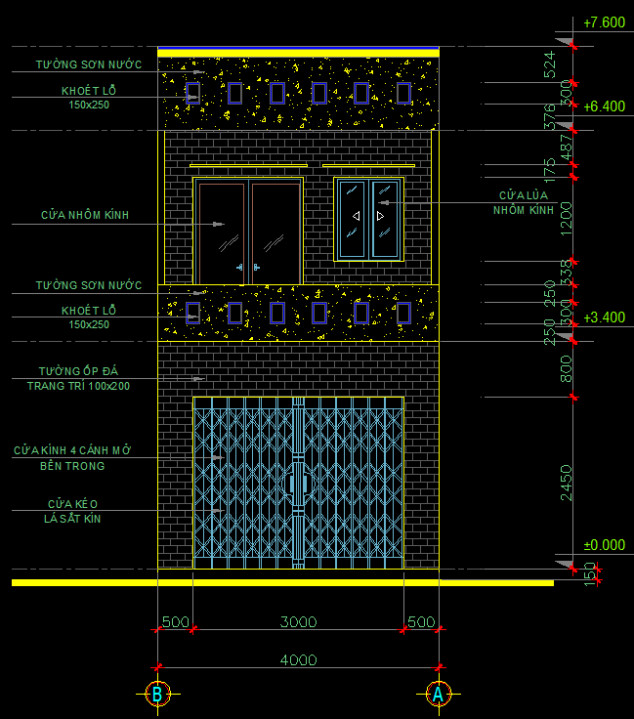 +7.600
TƯỜNG SƠN NƯỚC
524
KHOÉT LỖ
150x250
300
+6.400
376
487
175
CỬA LÙA
NHÔM KÍNH
CỬA NHÔM KÍNH
1200
338
TƯỜNG SƠN NƯỚC
250
KHOÉT LỖ
150x250
300
+3.400
250
TƯỜNG ỐP ĐÁ
TRANG TRÍ 100x200
800
CỬA KÍNH 4 CÁNH MỞ
BÊN TRONG
2450
CỬA KÉO
LÁ SẮT KÍN
±0.000
150
500 3000 500
4000
B A